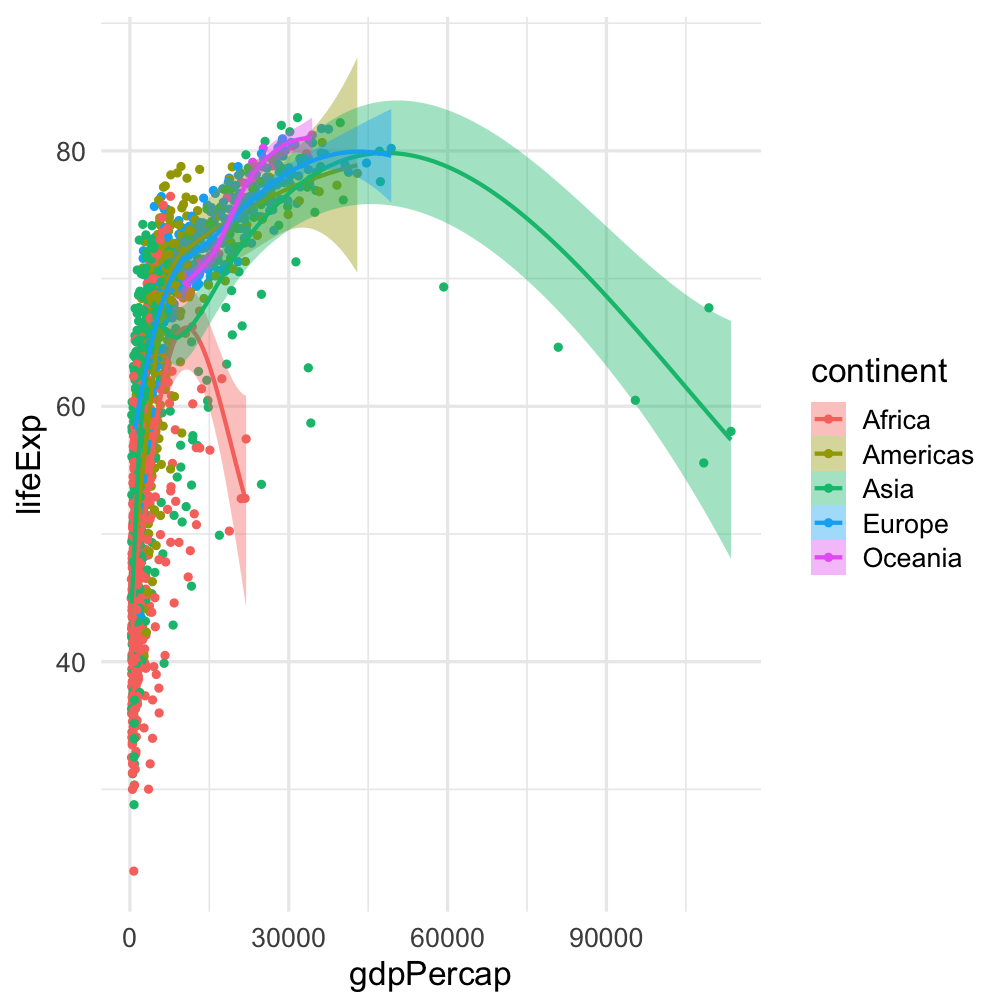 80
60
40
lifeExp
0 30000 60000 90000
gdpPercap
continent
Africa
Americas
Asia
Europe
Oceania